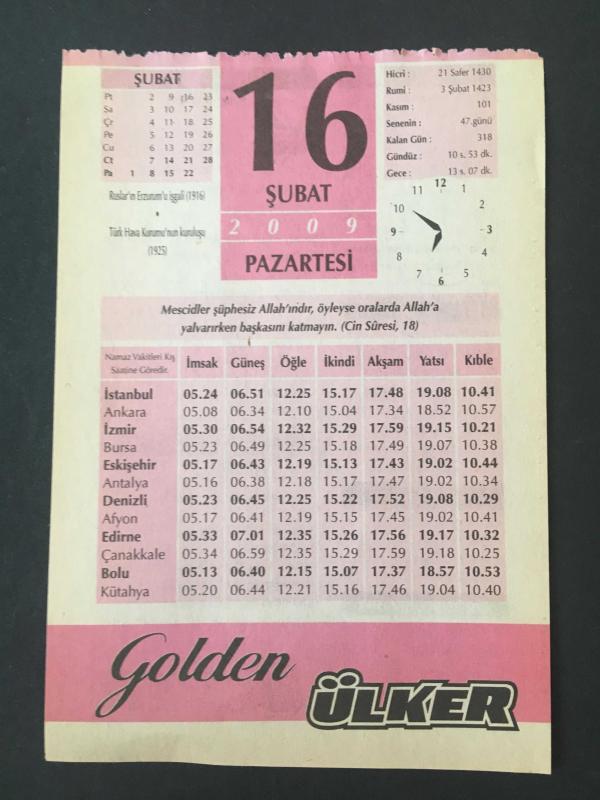 ŞUBAT
Pt 2 9 16 23
Sa 3 10 17 24
Çr 4 11 18 25
Pe 5 12 19 26
Cu 6 13 20 27
Ct 7 14 21 28
Pa 1 8 15 22
Ruslar'ın Erzurum'u işgali (1916)
•
Türk Hava Kurumu'nun kuruluşu
(1925)
16
ŞUBAT
2009
PAZARTESİ
Hicrî : 21 Safer 1430
Rumi : 3 Şubat 1423
Kasım : 101
Senenin : 47.günü
Kalan Gün : 318
Gündüz : 10 s. 53 dk.
Gece : 13 s. 07 dk.
12 1 2 3 4 5 6 7 8 9 10 11
Mescidler şüphesiz Allah'ındır, öyleyse oralarda Allah'a
yalvarırken başkasını katmayın. (Cin Sûresi, 18)
Namaz Vakitleri Kış
Saatine Göredir.
İmsak Güneş Öğle İkindi Akşam Yatsı Kıble
İstanbul 05.24 06.51 12.25 15.17 17.48 19.08 10.41
Ankara 05.08 06.34 12.10 15.04 17.34 18.52 10.57
İzmir 05.30 06.54 12.32 15.29 17.59 19.15 10.21
Bursa 05.23 06.49 12.25 15.18 17.49 19.07 10.38
Eskişehir 05.17 06.43 12.19 15.13 17.43 19.02 10.44
Antalya 05.16 06.38 12.18 15.17 17.47 19.02 10.34
Denizli 05.23 06.45 12.25 15.22 17.52 19.08 10.29
Afyon 05.17 06.41 12.19 15.15 17.45 19.02 10.41
Edirne 05.33 07.01 12.35 15.26 17.56 19.17 10.32
Çanakkale 05.34 06.59 12.35 15.29 17.59 19.18 10.25
Bolu 05.13 06.40 12.15 15.07 17.37 18.57 10.53
Kütahya 05.20 06.44 12.21 15.16 17.46 19.04 10.40
Golden
ÜLKER